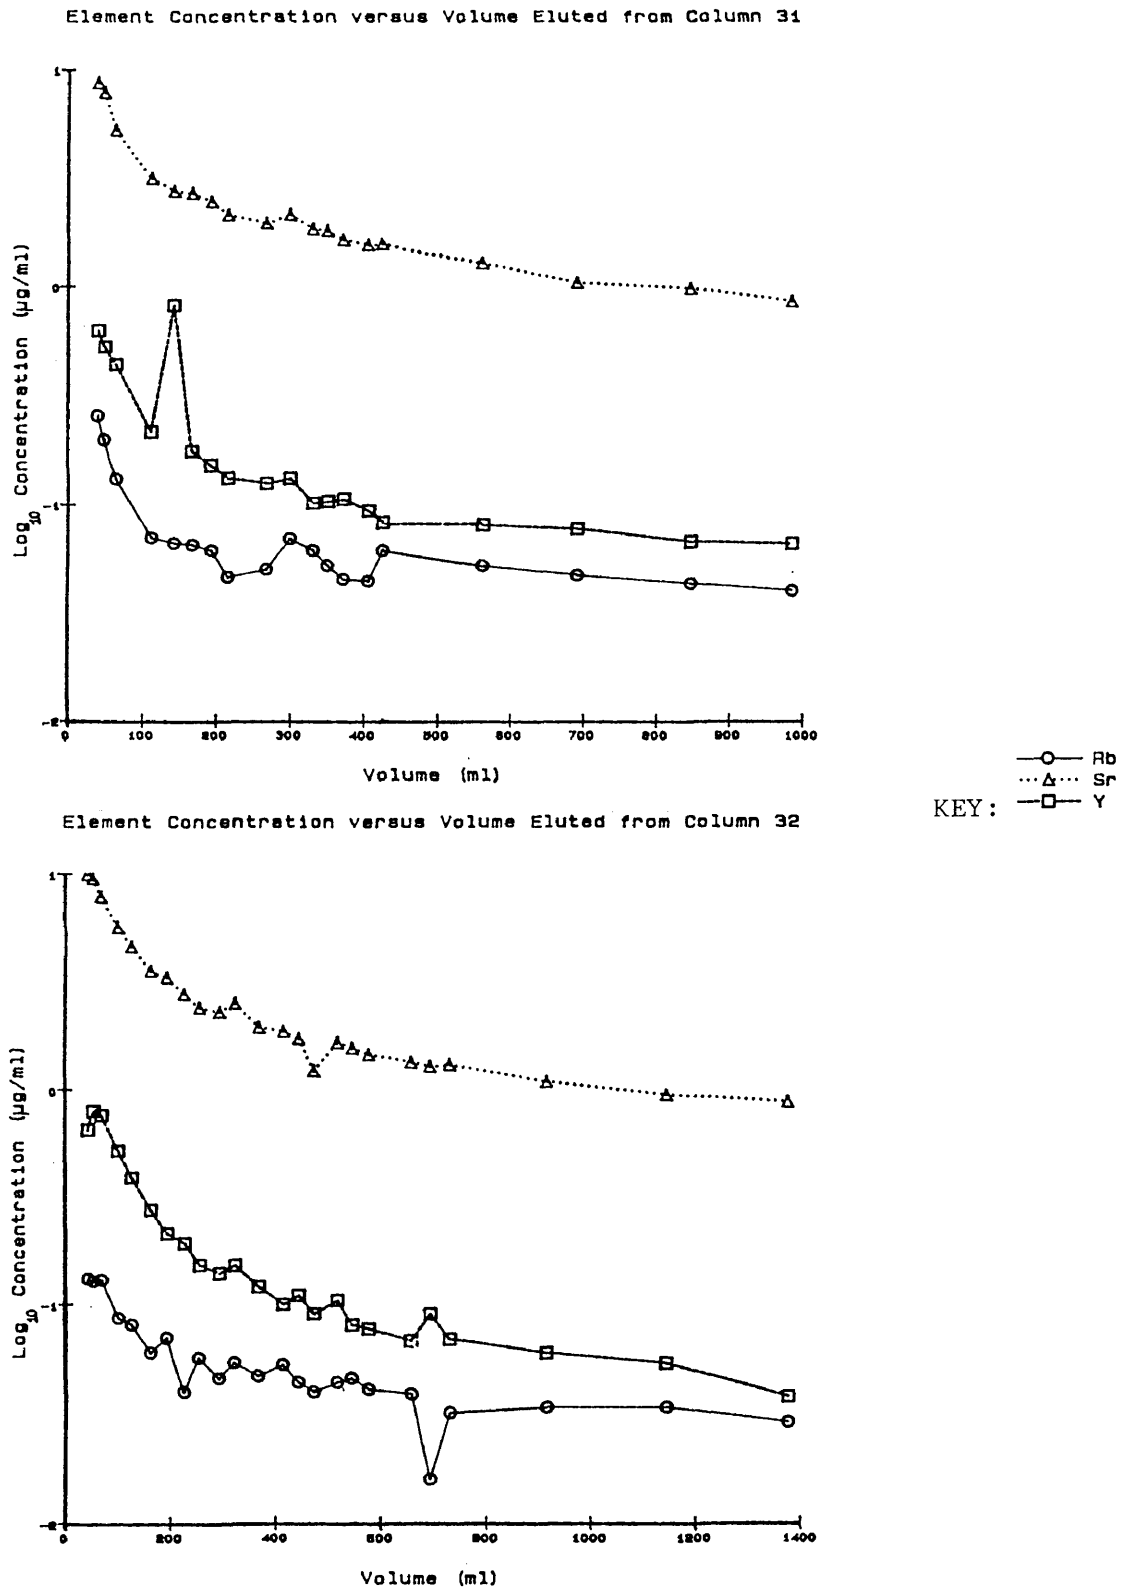 Element Concentration versus Volume Eluted from Column 31
1
0
-1
-2
Log10 Concentration (µg/ml)
0 100 200 300 400 500 600 700 800 900 1000
Volume (ml)
KEY:
Rb
Sr
Y
Element Concentration versus Volume Eluted from Column 32
1
0
-1
-2
Log10 Concentration (µg/ml)
0 200 400 600 800 1000 1200 1400
Volume (ml)